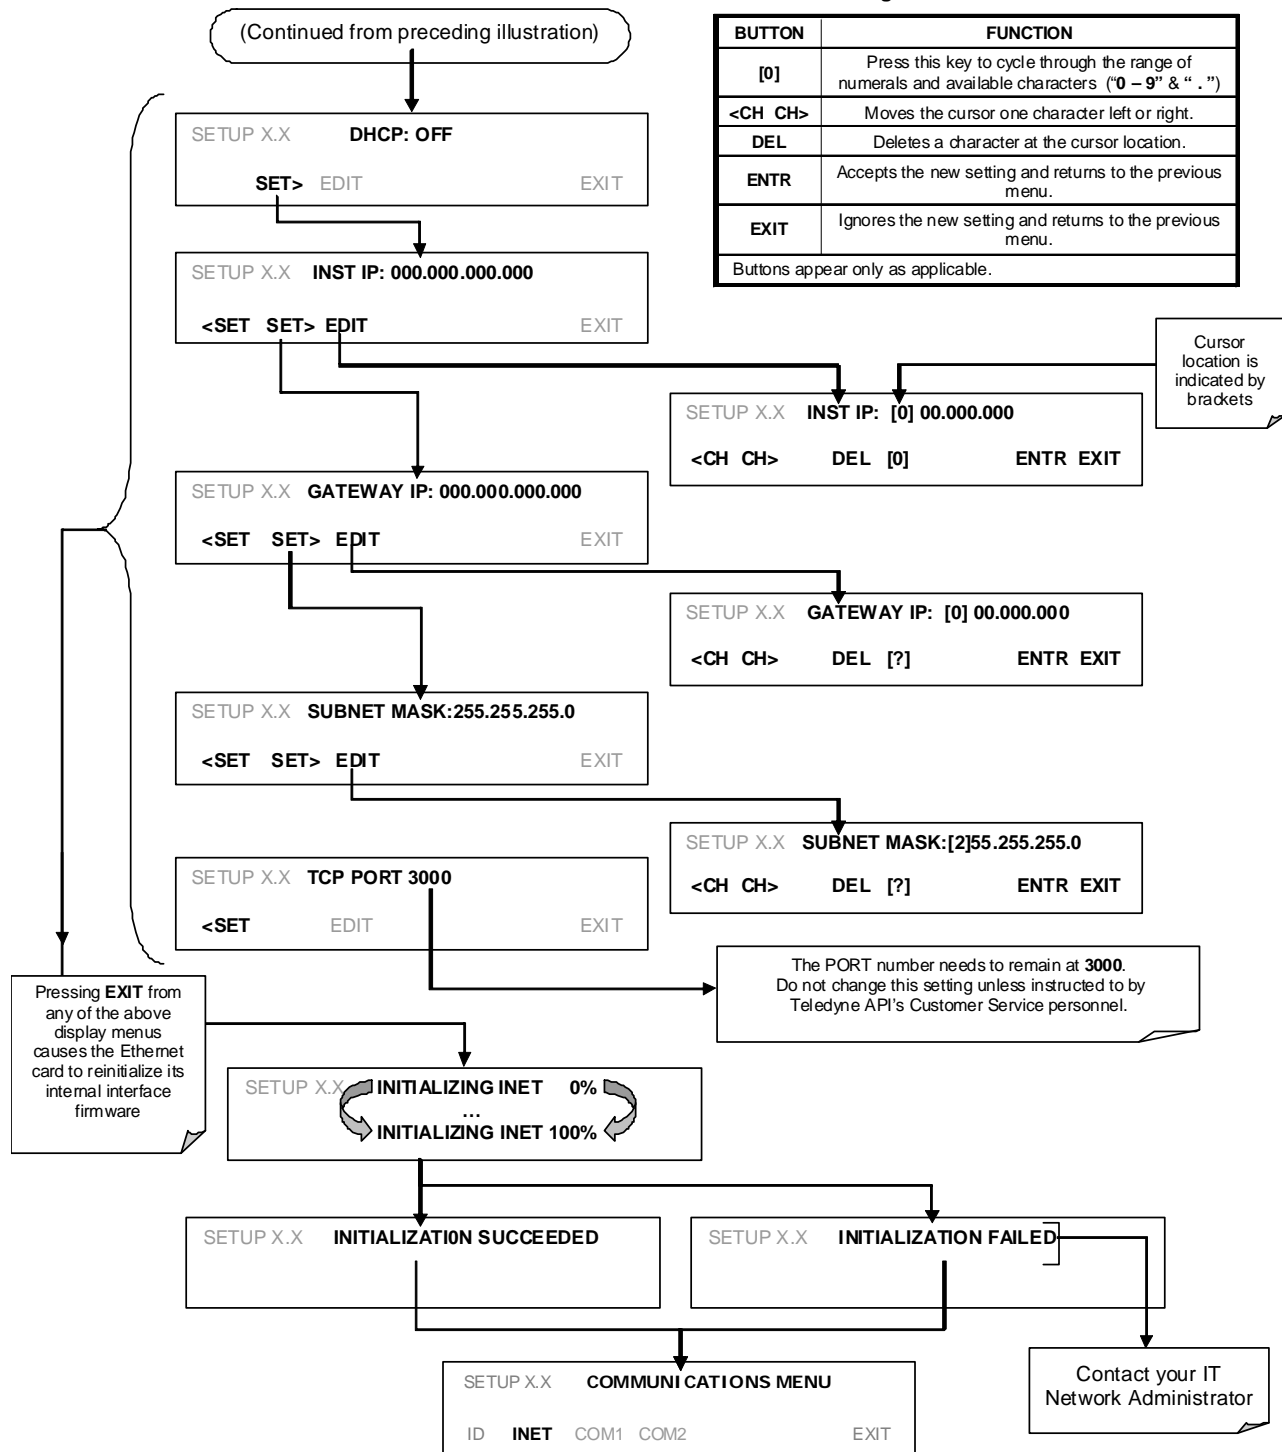 (Continued from preceding illustration)
BUTTON FUNCTION
[0] Press this key to cycle through the range of
numerals and available characters (“0 – 9” & “ . ”)
<CH CH> Moves the cursor one character left or right.
DEL Deletes a character at the cursor location.
ENTR Accepts the new setting and returns to the previous
menu.
EXIT Ignores the new setting and returns to the previous
menu.
Buttons appear only as applicable.
SETUP X.X DHCP: OFF
SET> EDIT EXIT
SETUP X.X INST IP: 000.000.000.000
<SET SET> EDIT EXIT
Cursor
location is
indicated by
brackets
SETUP X.X INST IP: [0] 00.000.000
<CH CH> DEL [0] ENTR EXIT
SETUP X.X GATEWAY IP: 000.000.000.000
<SET SET> EDIT EXIT
SETUP X.X GATEWAY IP: [0] 00.000.000
<CH CH> DEL [?] ENTR EXIT
SETUP X.X SUBNET MASK:255.255.255.0
<SET SET> EDIT EXIT
SETUP X.X SUBNET MASK:[2]55.255.255.0
<CH CH> DEL [?] ENTR EXIT
SETUP X.X TCP PORT 3000
<SET EDIT EXIT
The PORT number needs to remain at 3000.
Do not change this setting unless instructed to by
Teledyne API’s Customer Service personnel.
Pressing EXIT from
any of the above
display menus
causes the Ethernet
card to reinitialize its
internal interface
firmware
SETUP X.X INITIALIZING INET 0%
…
INITIALIZING INET 100%
SETUP X.X INITIALIZATI0N SUCCEEDED
SETUP X.X INITIALIZATION FAILED
Contact your IT
Network Administrator
SETUP X.X COMMUNICATIONS MENU
ID INET COM1 COM2 EXIT